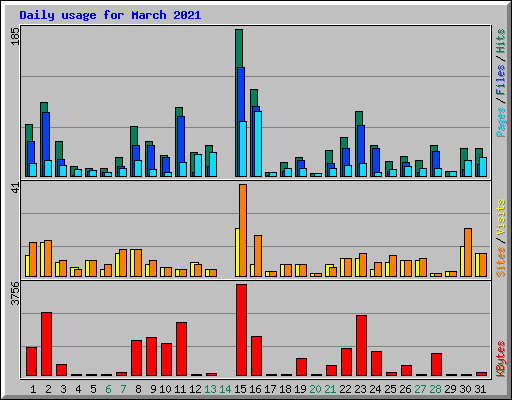 Daily usage for March 2021
185
Pages / Files / Hits
41
Sites / Visits
3756
KBytes
1 2 3 4 5 6 7 8 9 10 11 12 13 14 15 16 17 18 19 20 21 22 23 24 25 26 27 28 29 30 31